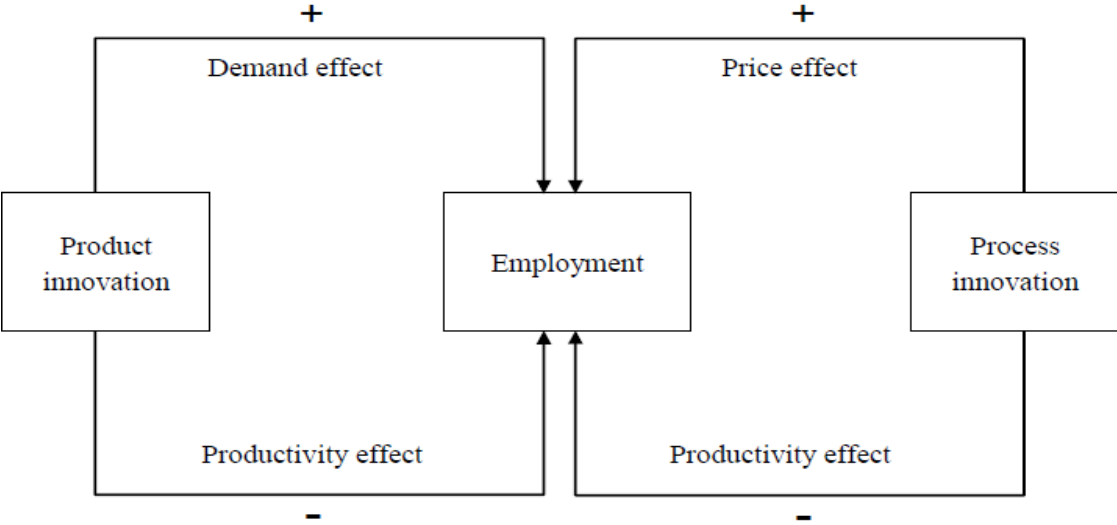 +
+
Demand effect
Price effect
Product
innovation
Employment
Process
innovation
Productivity effect
Productivity effect
-
-